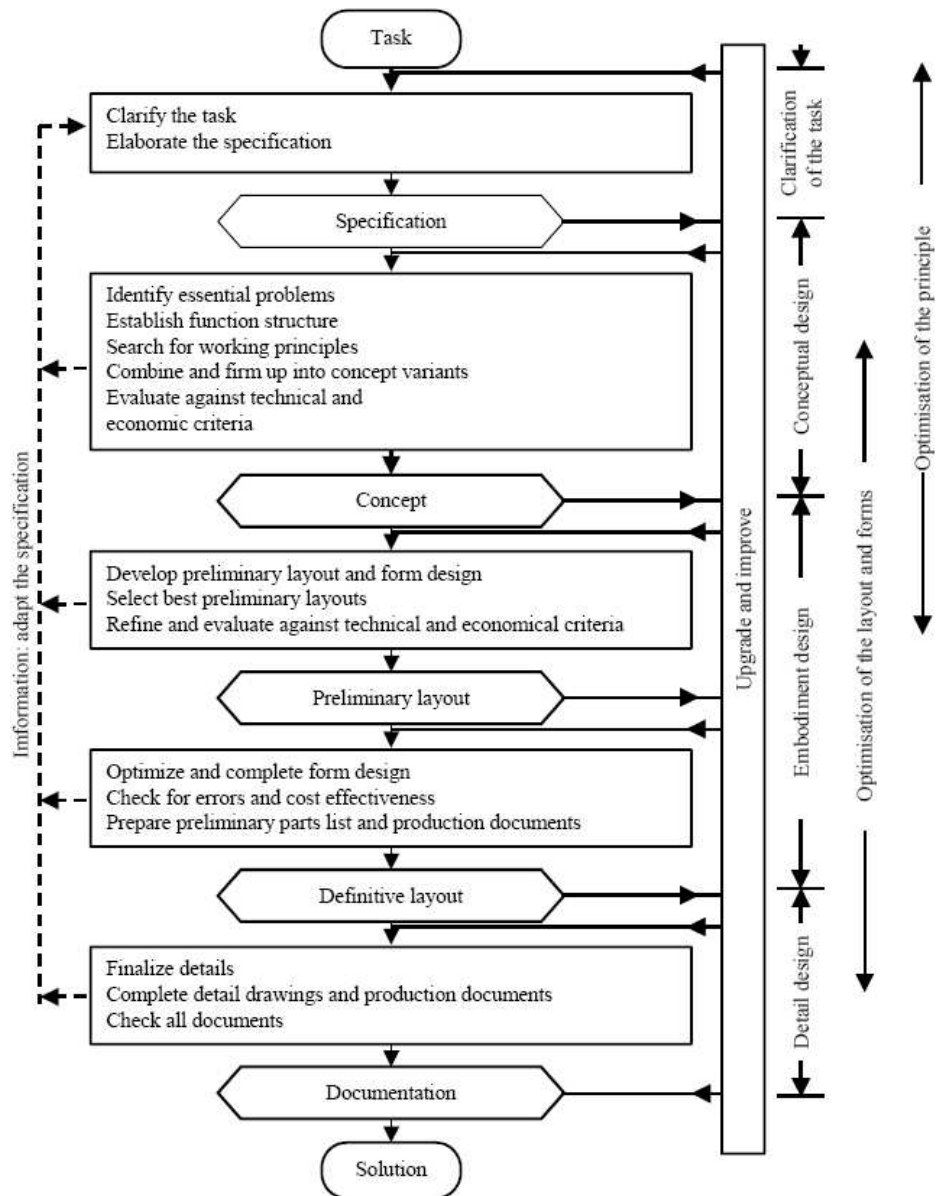 Task
Clarify the task
Elaborate the specification
Specification
Identify essential problems
Establish function structure
Search for working principles
Combine and firm up into concept variants
Evaluate against technical and
economic criteria
Concept
Develop preliminary layout and form design
Select best preliminary layouts
Refine and evaluate against technical and economical criteria
Preliminary layout
Optimize and complete form design
Check for errors and cost effectiveness
Prepare preliminary parts list and production documents
Definitive layout
Finalize details
Complete detail drawings and production documents
Check all documents
Documentation
Solution
Imformation: adapt the specification
Upgrade and improve
Clarification
of the task
Conceptual design
Embodiment design
Detail design
Optimisation of the layout and forms
Optimisation of the principle